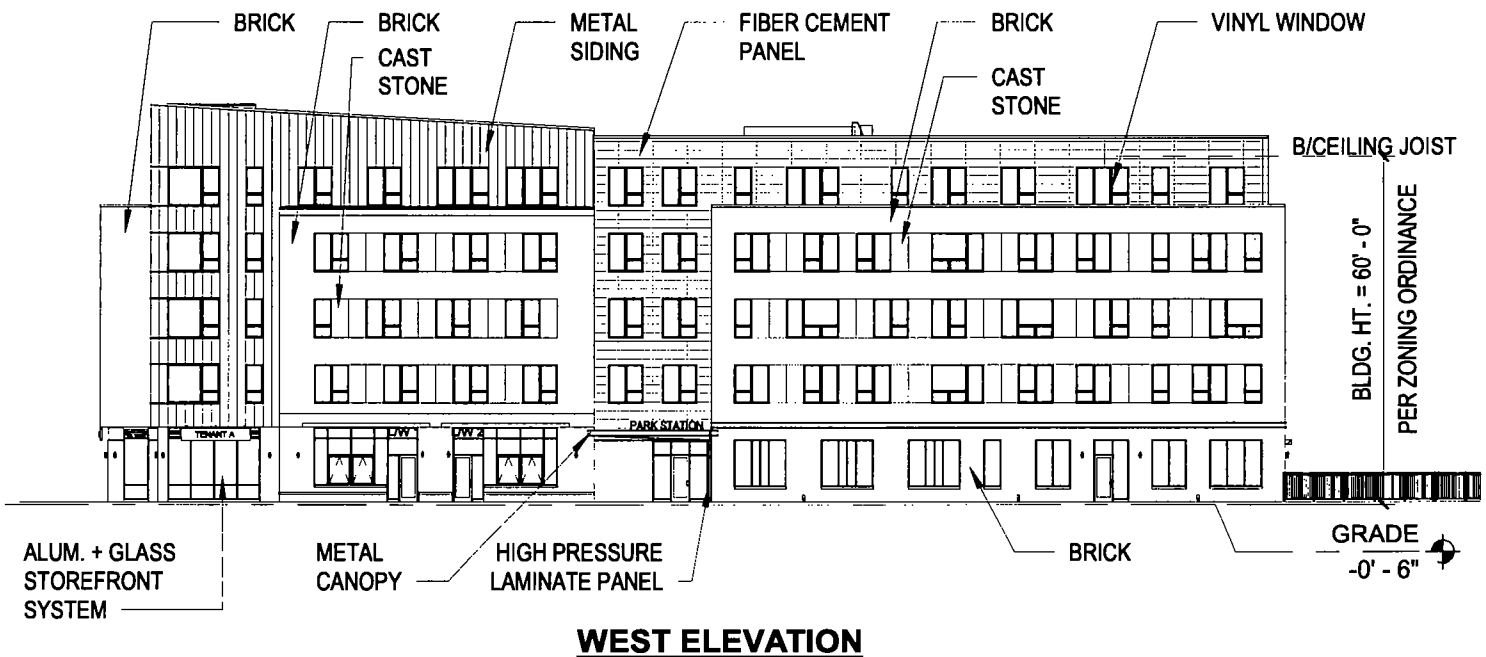 BRICK
BRICK
CAST
STONE
METAL
SIDING
FIBER CEMENT
PANEL
BRICK
CAST
STONE
VINYL WINDOW
B/CEILING JOIST
BLDG. HT. = 60' - 0"
PER ZONING ORDINANCE
TENANT A
L/W 1
L/W 2
PARK STATION
ALUM. + GLASS
STOREFRONT
SYSTEM
METAL
CANOPY
HIGH PRESSURE
LAMINATE PANEL
BRICK
GRADE
-0' - 6"
WEST ELEVATION